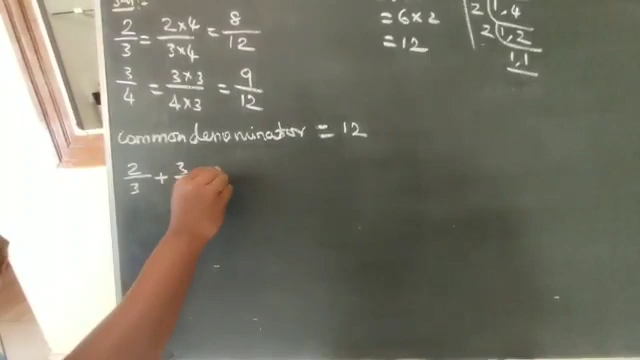 2/3 = 2×4/3×4 = 8/12
3/4 = 3×3/4×3 = 9/12
common denominator = 12
2/3 + 3
= 6×2
= 12
2 1, 4
2 1, 2
1, 1